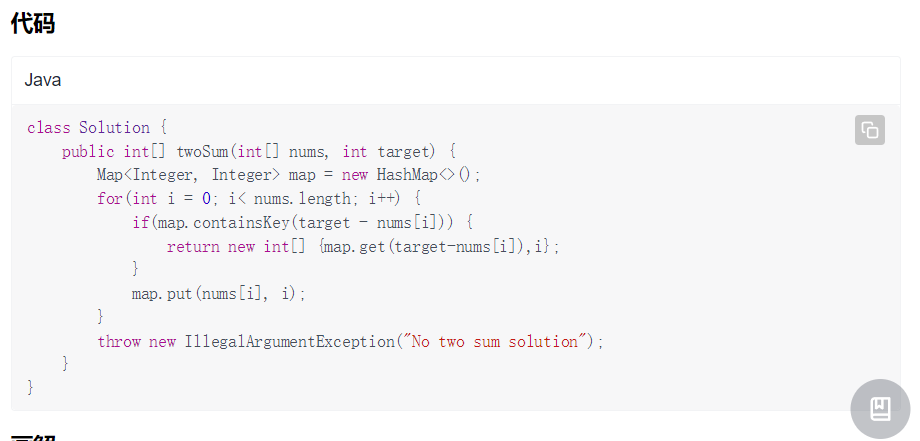 代码
Java
class Solution {
    public int[] twoSum(int[] nums, int target) {
        Map<Integer, Integer> map = new HashMap<>();
        for(int i = 0; i< nums.length; i++) {
            if(map.containsKey(target - nums[i])) {
                return new int[] {map.get(target-nums[i]),i};
            }
            map.put(nums[i], i);
        }
        throw new IllegalArgumentException("No two sum solution");
    }
}